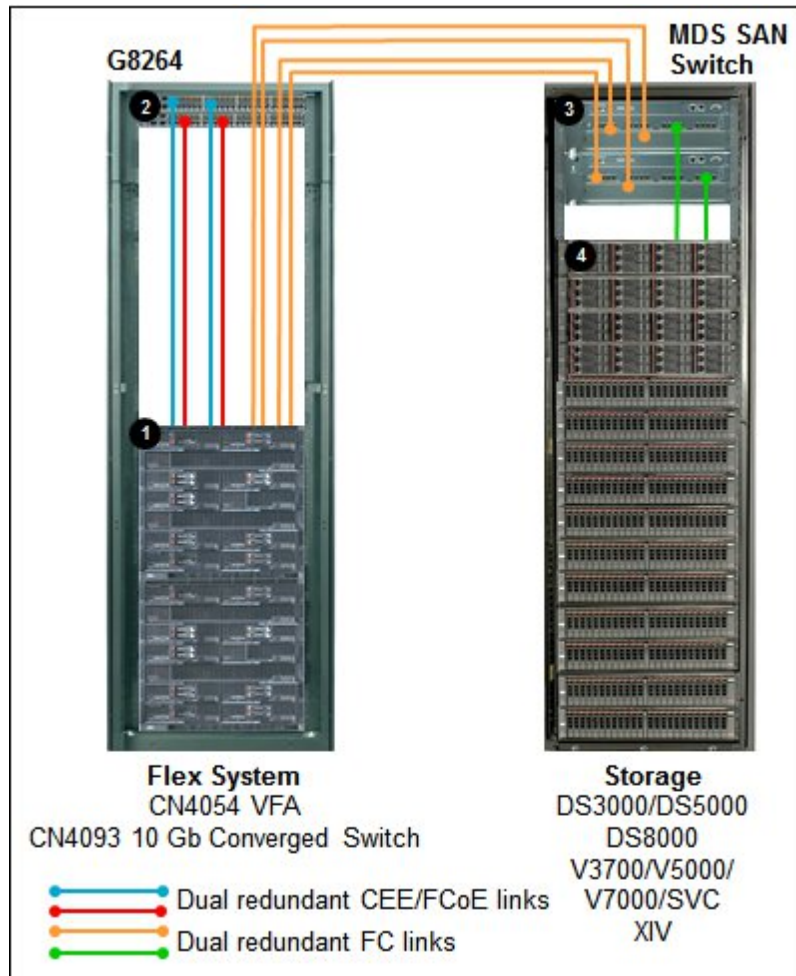 G8264
MDS SAN
Switch
2
3
4
1
Flex System
CN4054 VFA
CN4093 10 Gb Converged Switch
Storage
DS3000/DS5000
DS8000
V3700/V5000/
V7000/SVC
XIV
Dual redundant CEE/FCoE links
Dual redundant FC links